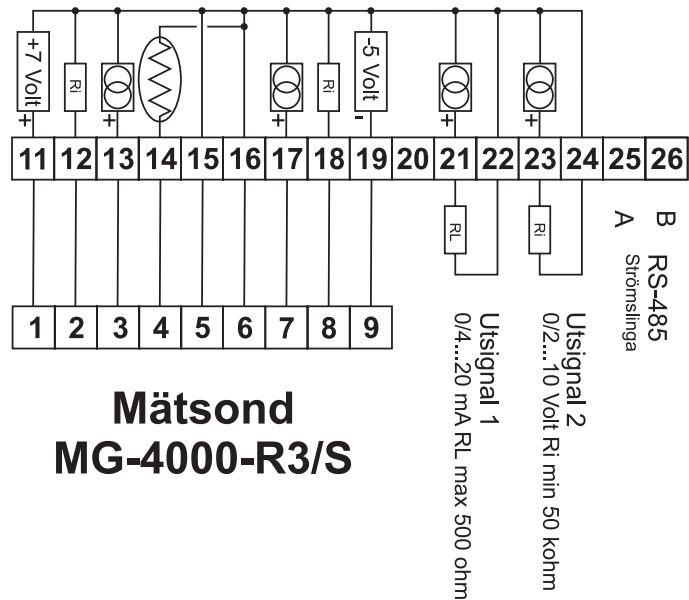 +7 Volt
Ri
-5 Volt
Ri
+ + + - + +
11 12 13 14 15 16 17 18 19 20 21 22 23 24 25 26
RL
Ri
A B
RS-485
Strömslinga
1 2 3 4 5 6 7 8 9
Utsignal 1
0/4...20 mA RL max 500 ohm
Utsignal 2
0/2...10 Volt Ri min 50 kohm
Mätsond
MG-4000-R3/S